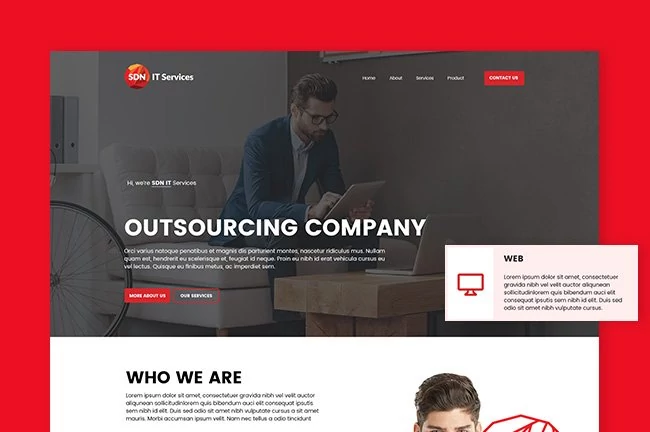 SDN IT Services
Home About Services Product CONTACT US
Hi, we're SDN IT Services
OUTSOURCING COMPANY
Orci varius natoque penatibus et magnis dis parturient montes, nascetur ridiculus mus. Nullam
quam est, hendrerit eu scelerisque et, feugiat id neque. Proin eu nibh id erat vehicula cursus eu
vel lectus. Quisque eu finibus metus, ac imperdiet sem.
MORE ABOUT US OUR SERVICES
WEB
Lorem ipsum dolor sit amet, consectetur
gravida nibh vel velit auctor aliqunean
sollicitudinlorem quis bibendum auci elit
consequat ipsutis sem nibh id elit. Duis sed
odio sit amet nibh vulputate cursus.
WHO WE ARE
Lorem ipsum dolor sit amet, consectetur gravida nibh vel velit auctor
aliqunean sollicitudinlorem quis bibendum auci elit consequat ipsutis sem
nibh id elit. Duis sed odio sit amet nibh vulputate cursus a sit amet
mauris. Morbi accumsan ipsum velit. Nam nec tellus a odio tincidunt